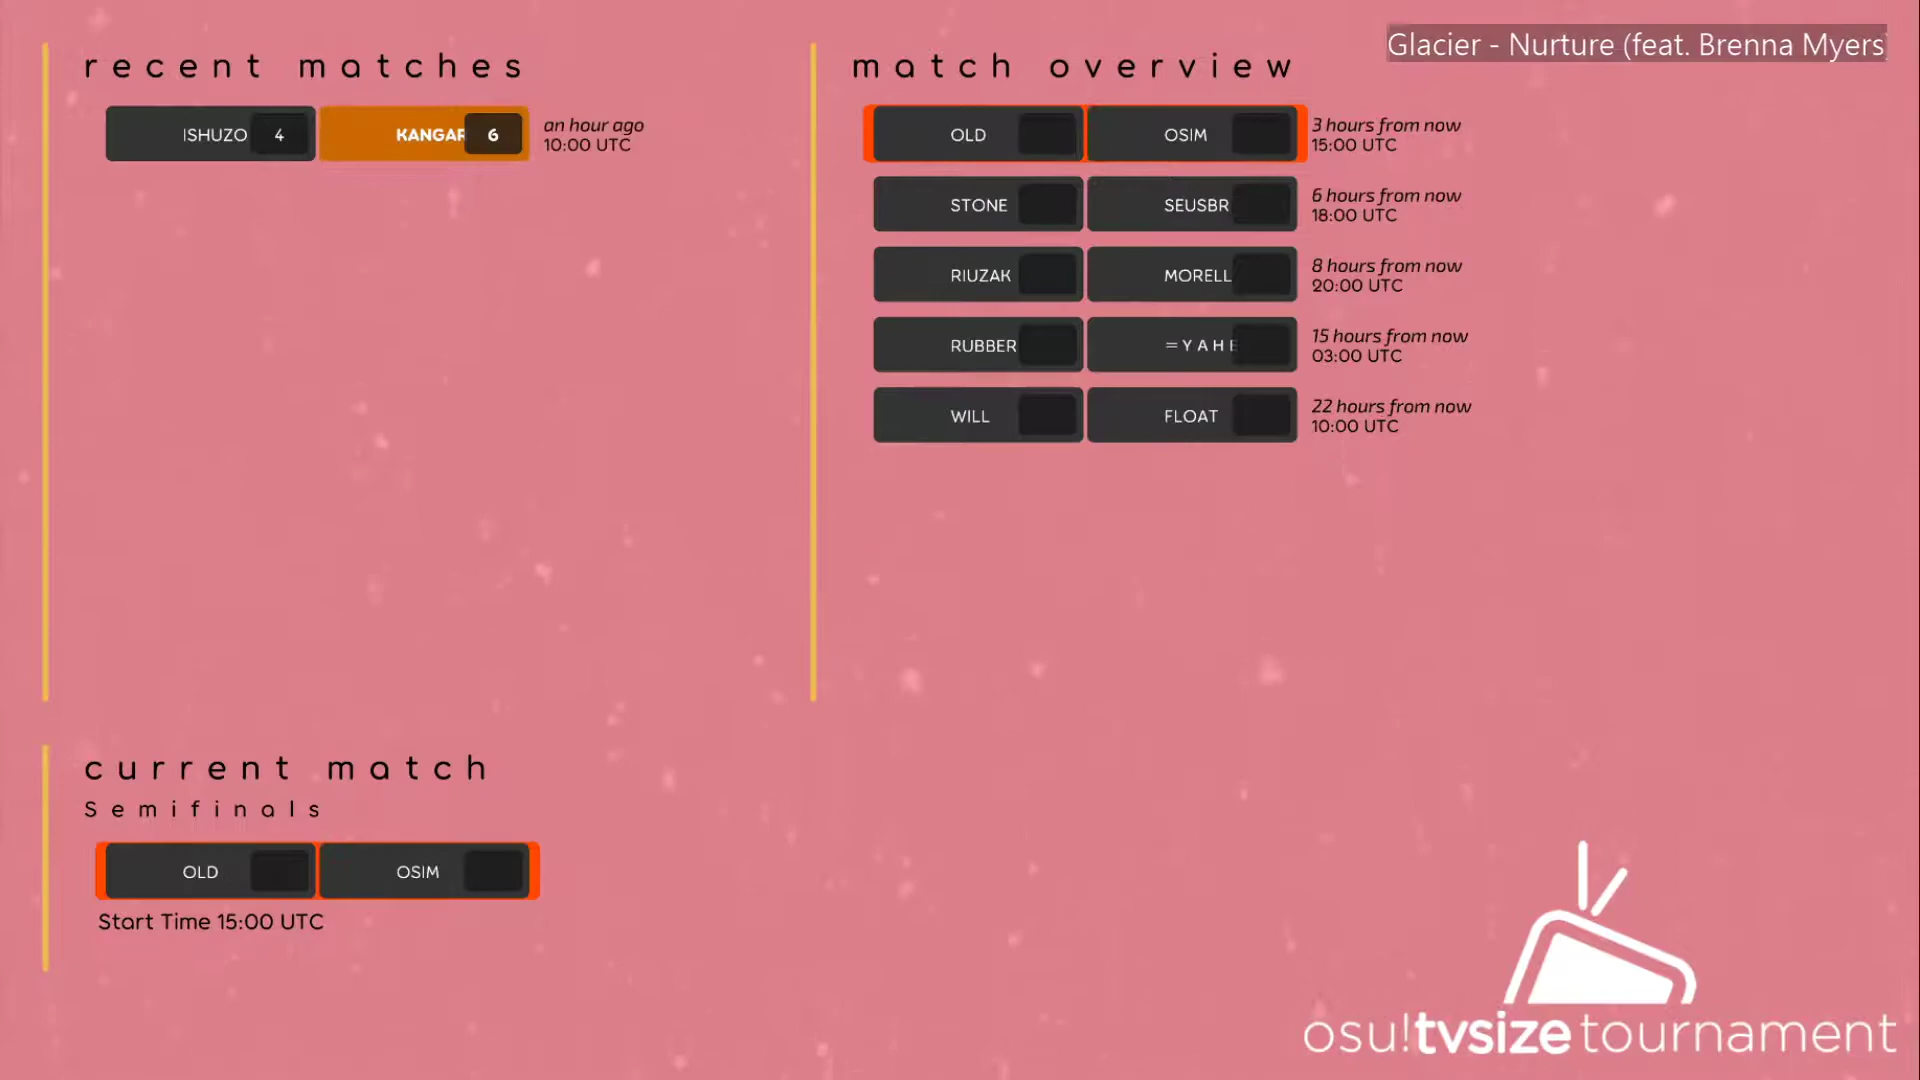 Glacier - Nurture (feat. Brenna Myers
recent matches
ISHUZO 4 KANGAR 6 an hour ago
10:00 UTC
match overview
OLD OSIM 3 hours from now
15:00 UTC
STONE SEUSBR 6 hours from now
18:00 UTC
RIUZAK MORELL 8 hours from now
20:00 UTC
RUBBER =YAHE 15 hours from now
03:00 UTC
WILL FLOAT 22 hours from now
10:00 UTC
current match
Semifinals
OLD OSIM
Start Time 15:00 UTC
osu!tvsizetournament